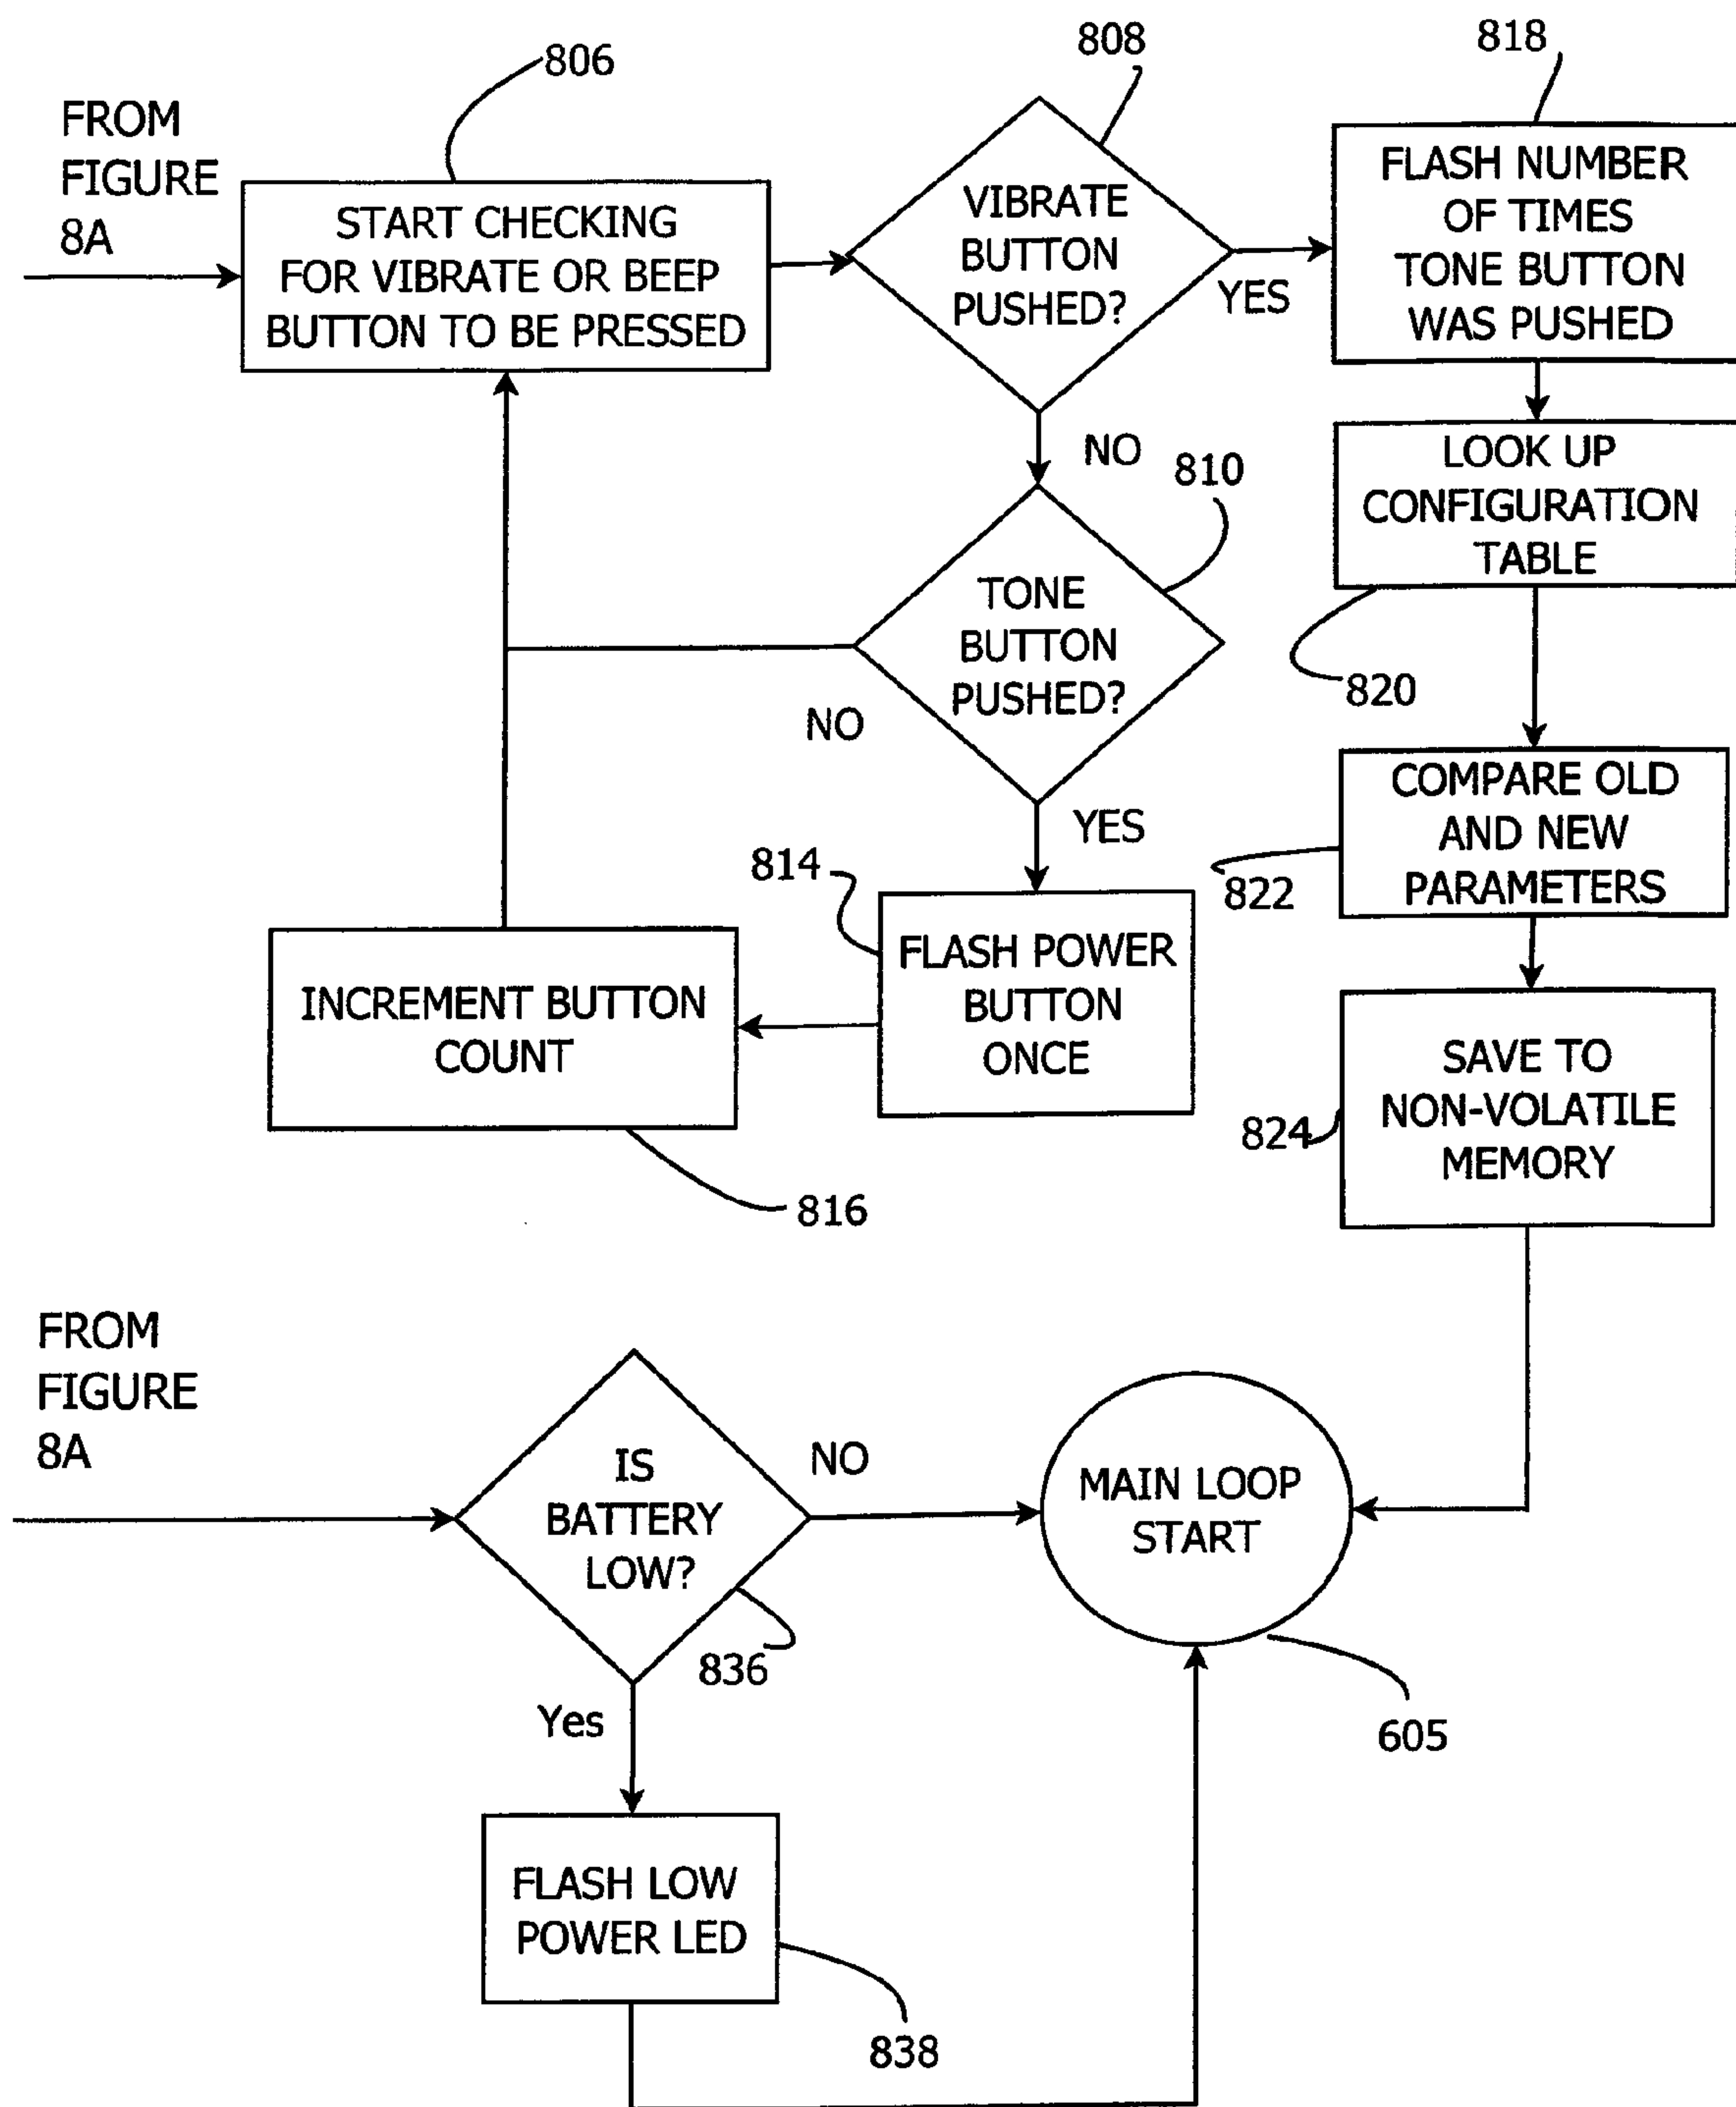 806
808
818
FROM
FIGURE
8A
START CHECKING
FOR VIBRATE OR BEEP
BUTTON TO BE PRESSED
VIBRATE
BUTTON
PUSHED?
YES
FLASH NUMBER
OF TIMES
TONE BUTTON
WAS PUSHED
NO
810
LOOK UP
CONFIGURATION
TABLE
820
TONE
BUTTON
PUSHED?
NO
YES
COMPARE OLD
AND NEW
PARAMETERS
822
814
FLASH POWER
BUTTON
ONCE
INCREMENT BUTTON
COUNT
816
SAVE TO
NON-VOLATILE
MEMORY
824
FROM
FIGURE
8A
IS
BATTERY
LOW?
NO
836
MAIN LOOP
START
605
Yes
FLASH LOW
POWER LED
838